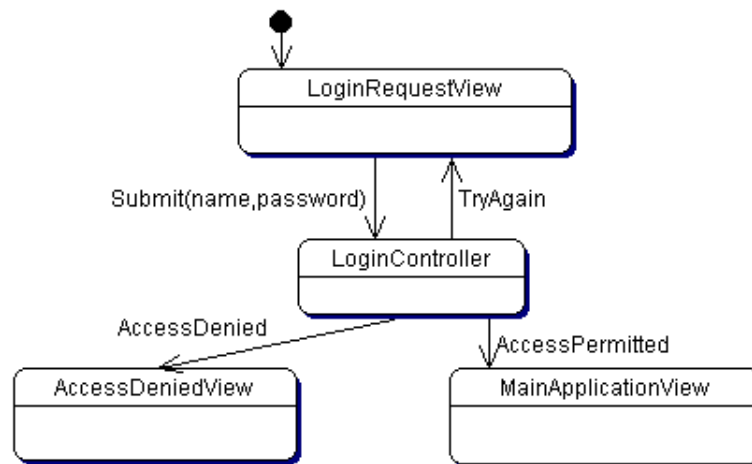 LoginRequestView
Submit(name,password)
TryAgain
LoginController
AccessDenied
AccessPermitted
AccessDeniedView
MainApplicationView